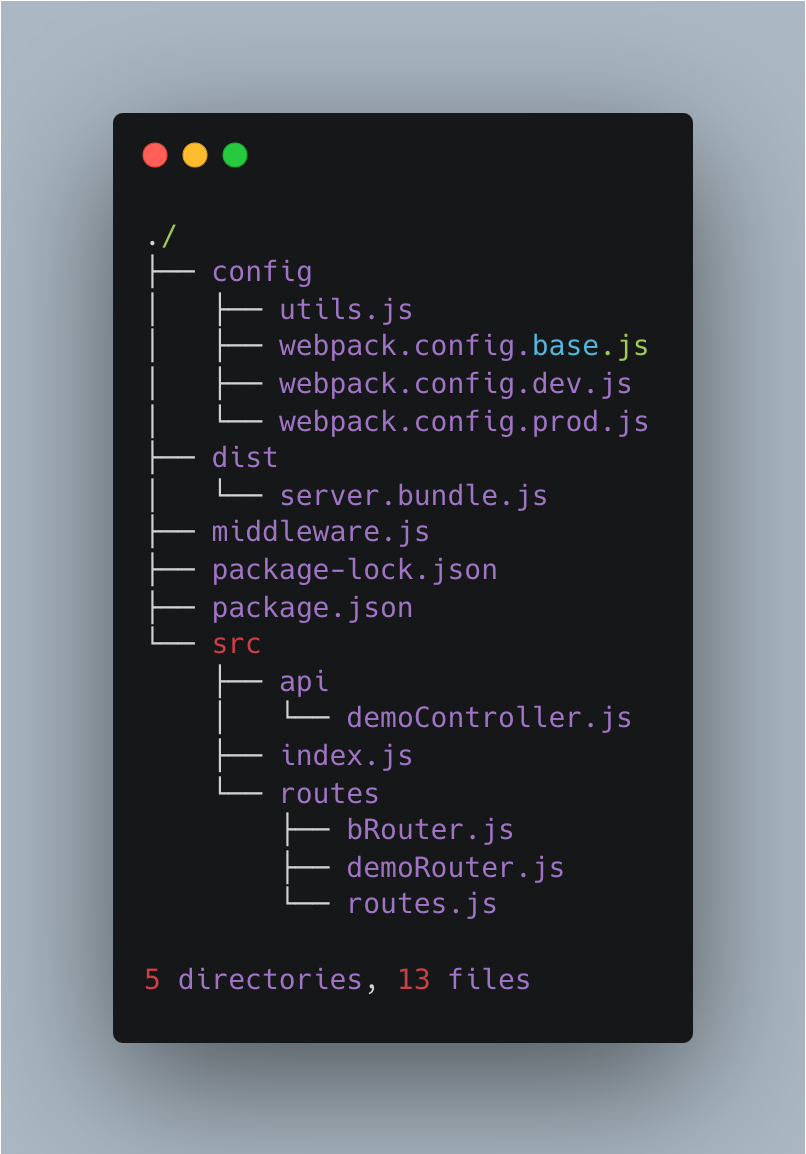 ./
├── config
│   ├── utils.js
│   ├── webpack.config.base.js
│   ├── webpack.config.dev.js
│   └── webpack.config.prod.js
├── dist
│   └── server.bundle.js
├── middleware.js
├── package-lock.json
├── package.json
└── src
    ├── api
    │   └── demoController.js
    ├── index.js
    └── routes
        ├── bRouter.js
        ├── demoRouter.js
        └── routes.js

5 directories, 13 files